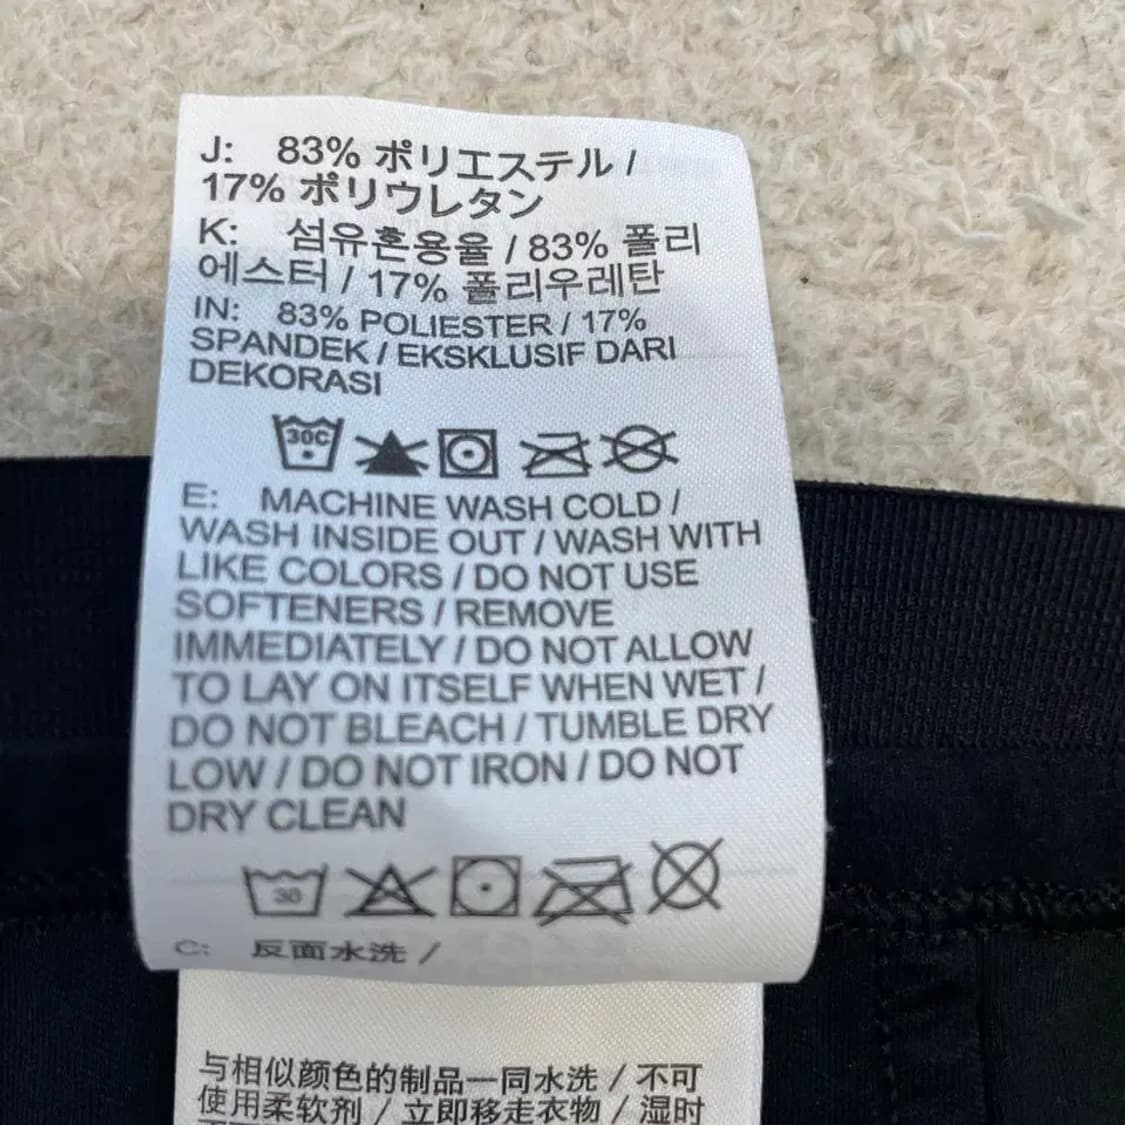 J: 83% ポリエステル /
17% ポリウレタン
K: 섬유혼용율 / 83% 폴리
에스터 / 17% 폴리우레탄
IN: 83% POLIESTER / 17%
SPANDEK / EKSKLUSIF DARI
DEKORASI
30C
E: MACHINE WASH COLD /
WASH INSIDE OUT / WASH WITH
LIKE COLORS / DO NOT USE
SOFTENERS / REMOVE
IMMEDIATELY / DO NOT ALLOW
TO LAY ON ITSELF WHEN WET /
DO NOT BLEACH / TUMBLE DRY
LOW / DO NOT IRON / DO NOT
DRY CLEAN
30
C: 反面水洗 /
与相似颜色的制品一同水洗 / 不可
使用柔软剂 / 立即移走衣物 / 湿时